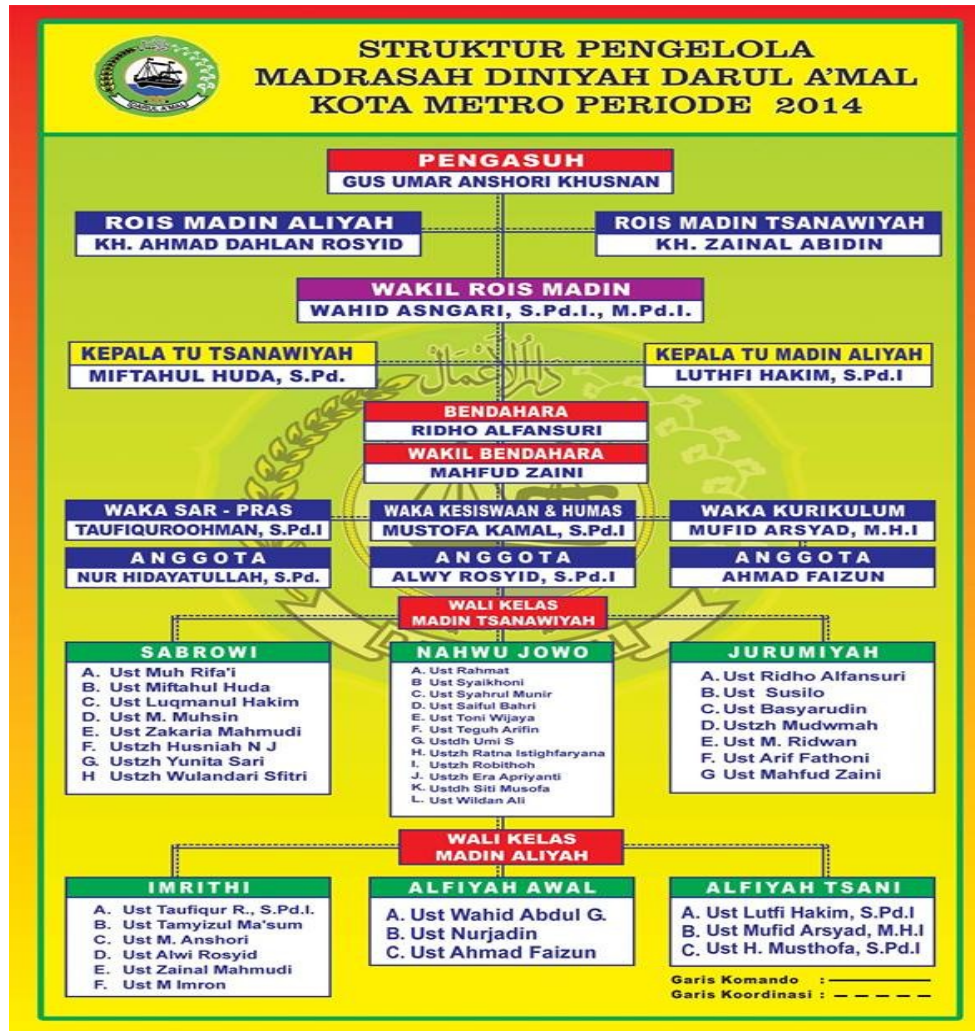 STRUKTUR PENGELOLA
MADRASAH DINIYAH DARUL A'MAL
KOTA METRO PERIODE 2014
DARUL A'MAL
PENGASUH
GUS UMAR ANSHORI KHUSNAN
ROIS MADIN ALIYAH
KH. AHMAD DAHLAN ROSYID
ROIS MADIN TSANAWIYAH
KH. ZAINAL ABIDIN
WAKIL ROIS MADIN
WAHID ASNGARI, S.Pd.I., M.Pd.I.
KEPALA TU TSANAWIYAH
MIFTAHUL HUDA, S.Pd.
KEPALA TU MADIN ALIYAH
LUTHFI HAKIM, S.Pd.I
دار الأعمال
BENDAHARA
RIDHO ALFANSURI
WAKIL BENDAHARA
MAHFUD ZAINI
WAKA SAR - PRAS
TAUFIQUROOHMAN, S.Pd.I
ANGGOTA
NUR HIDAYATULLAH, S.Pd.
WAKA KESISWAAN & HUMAS
MUSTOFA KAMAL, S.Pd.I
ANGGOTA
ALWY ROSYID, S.Pd.I
WAKA KURIKULUM
MUFID ARSYAD, M.H.I
ANGGOTA
AHMAD FAIZUN
WALI KELAS
MADIN TSANAWIYAH
SABROWI
A. Ust Muh Rifa'i
B. Ust Miftahul Huda
C. Ust Luqmanul Hakim
D. Ust M. Muhsin
E. Ust Zakaria Mahmudi
F. Ustzh Husniah N J
G. Ustzh Yunita Sari
H Ustzh Wulandari Sfitri
NAHWU JOWO
A. Ust Rahmat
B Ust Syaikhoni
C. Ust Syahrul Munir
D. Ust Saiful Bahri
E. Ust Toni Wijaya
F. Ust Teguh Arifin
G. Ustdh Umi S
H. Ustzh Ratna Istighfaryana
I. Ustzh Robithoh
J. Ustzh Era Apriyanti
K. Ustdh Siti Musofa
L. Ust Wildan Ali
JURUMIYAH
A. Ust Ridho Alfansuri
B. Ust Susilo
C. Ust Basyarudin
D. Ustzh Mudwmah
E. Ust M. Ridwan
F. Ust Arif Fathoni
G Ust Mahfud Zaini
WALI KELAS
MADIN ALIYAH
IMRITHI
A. Ust Taufiqur R., S.Pd.I.
B. Ust Tamyizul Ma'sum
C. Ust M. Anshori
D. Ust Alwi Rosyid
E. Ust Zainal Mahmudi
F. Ust M Imron
ALFIYAH AWAL
A. Ust Wahid Abdul G.
B. Ust Nurjadin
C. Ust Ahmad Faizun
ALFIYAH TSANI
A. Ust Lutfi Hakim, S.Pd.I
B. Ust Mufid Arsyad, M.H.I
C. Ust H. Musthofa, S.Pd.I
Garis Komando :
Garis Koordinasi :